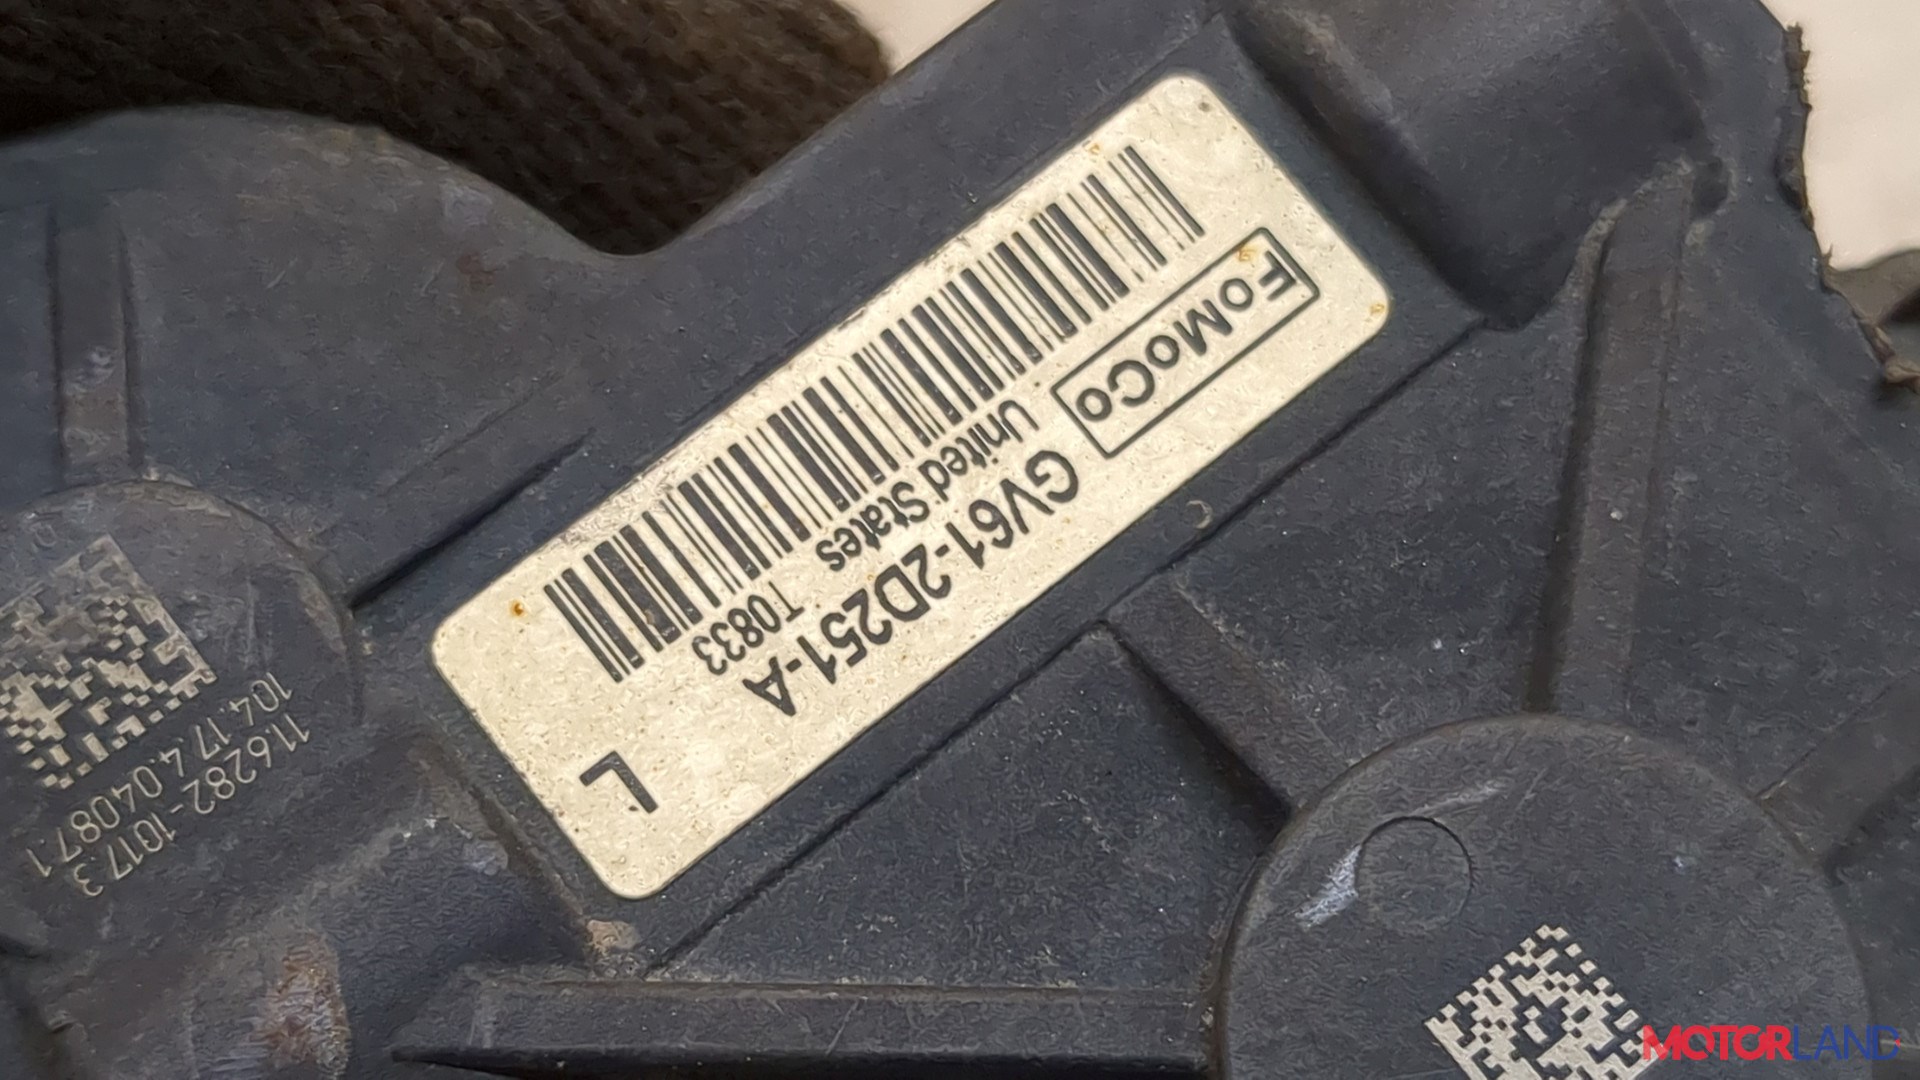 FoMoCo GV61-2D251-A
United States T0833
L
116282-1017.3
104.17.4.04087.1
MOTORLAND